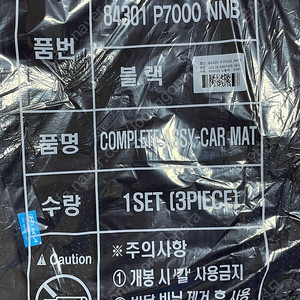 품번
84301 P7000 NNB
블랙
품명
COMPLETE ASSY-CAR MAT
수량
1SET (3PIECE)
Caution
※주의사항
① 개봉 시 '칼' 사용금지